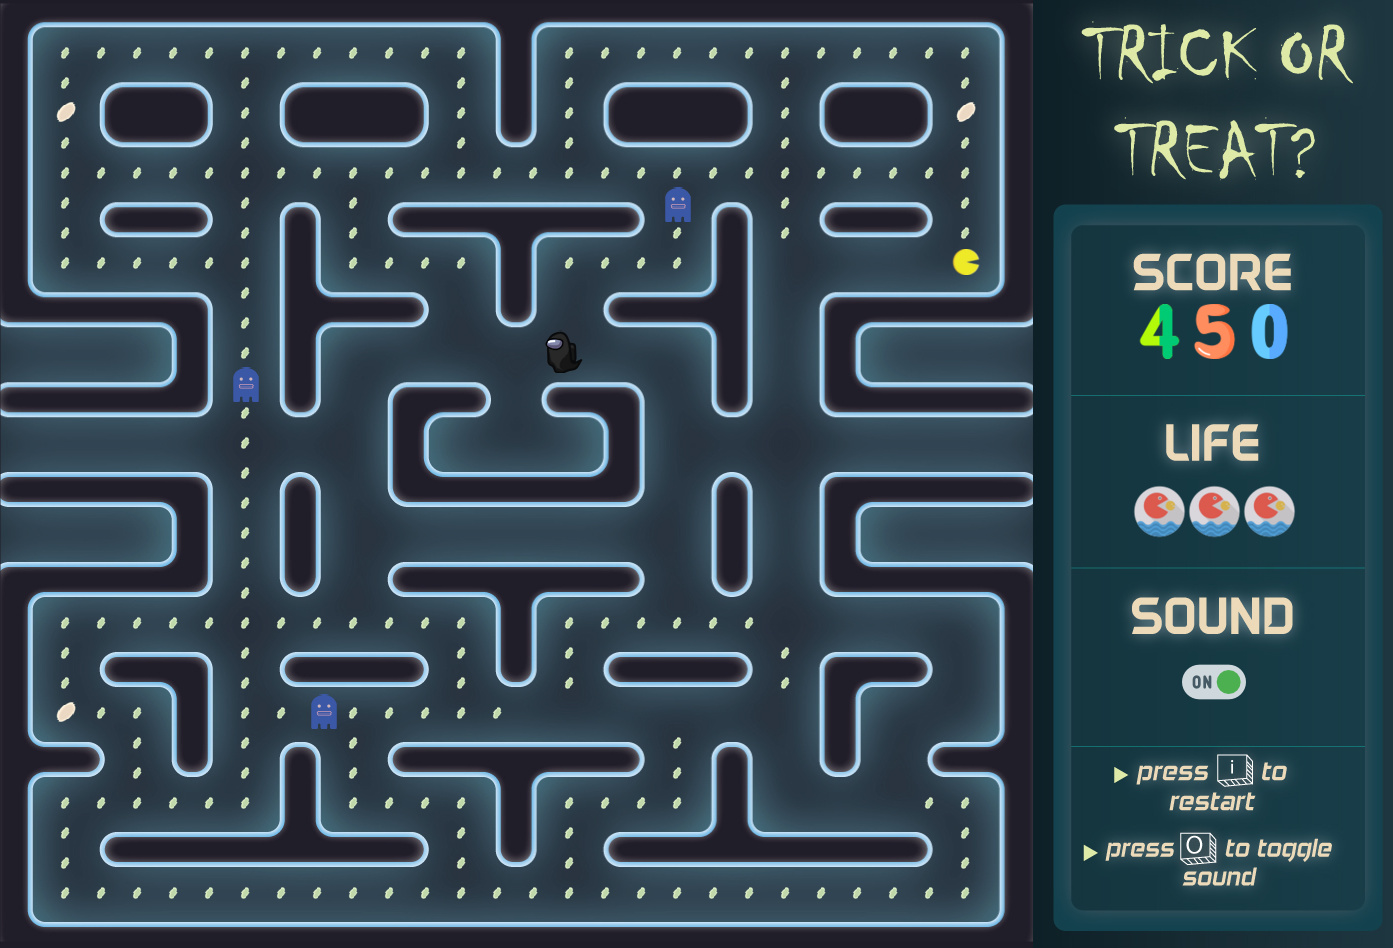 TRICK OR
TREAT?
SCORE
450
LIFE
SOUND
ON
press i to
restart
press O to toggle
sound